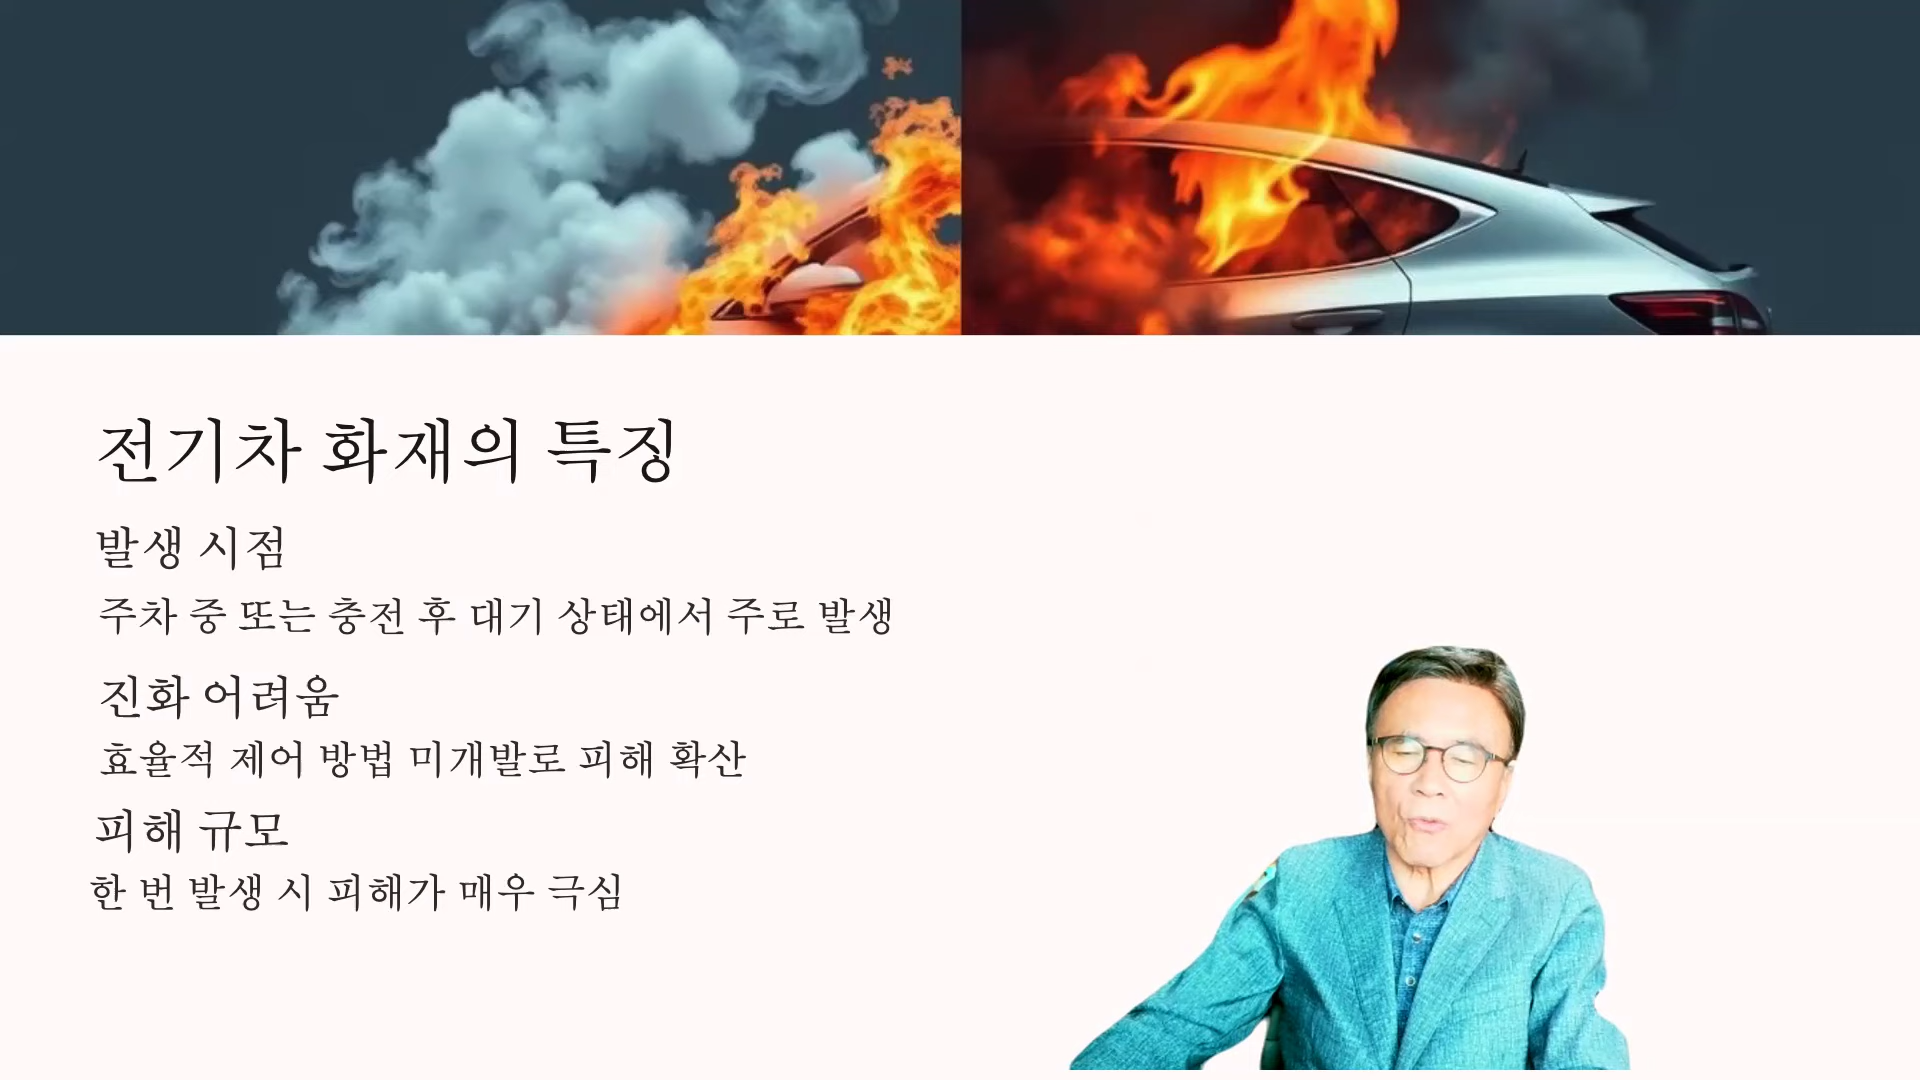 전기차 화재의 특징
발생 시점
주차 중 또는 충전 후 대기 상태에서 주로 발생
진화 어려움
효율적 제어 방법 미개발로 피해 확산
피해 규모
한 번 발생 시 피해가 매우 극심